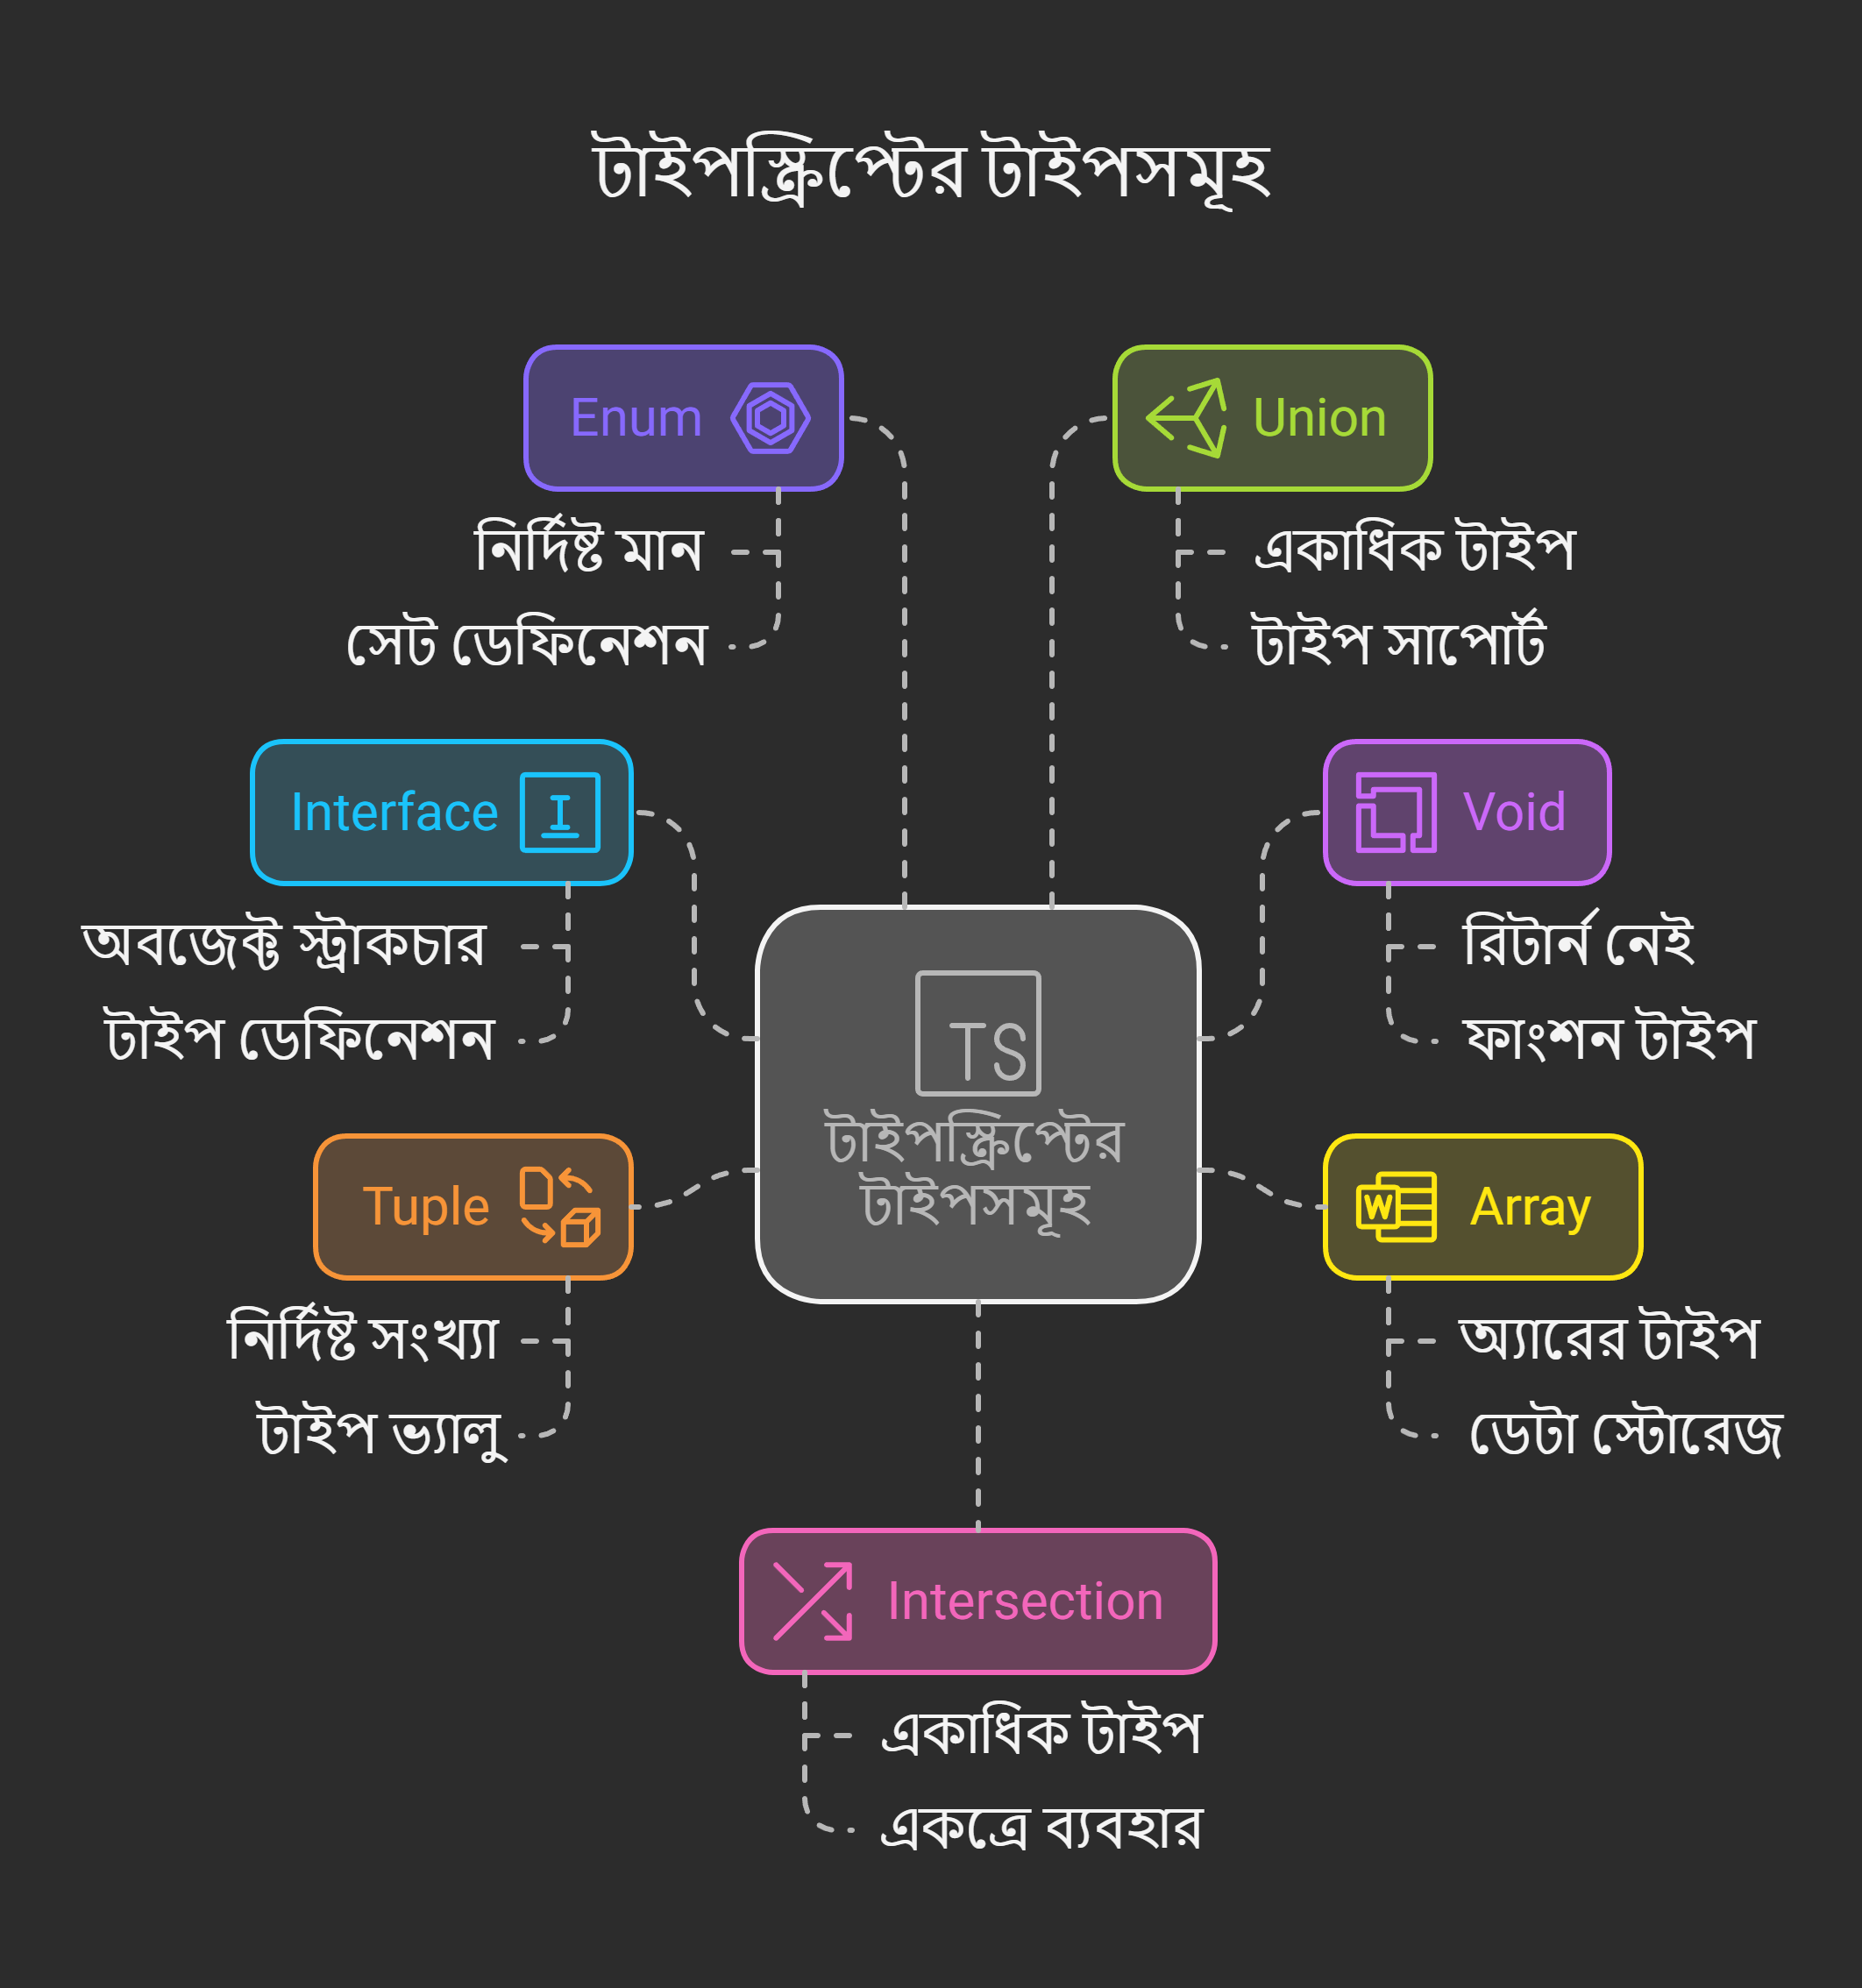 টাইপস্ক্রিপ্টের টাইপসমূহ
Enum
নির্দিষ্ট মান
সেট ডেফিনেশন
Union
একাধিক টাইপ
টাইপ সাপোর্ট
Interface
অবজেক্ট স্ট্রাকচার
টাইপ ডেফিনেশন
Void
রিটার্ন নেই
ফাংশন টাইপ
TS
টাইপস্ক্রিপ্টের
টাইপসমূহ
Tuple
নির্দিষ্ট সংখ্যা
টাইপ ভ্যালু
W
Array
অ্যারের টাইপ
ডেটা স্টোরেজ
Intersection
একাধিক টাইপ
একত্রে ব্যবহার